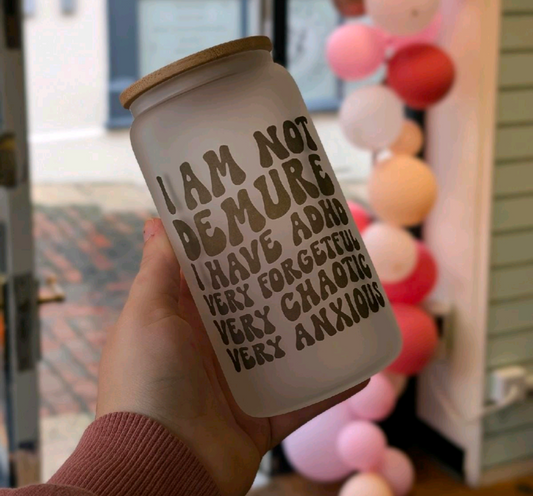 I AM NOT
DEMURE
I HAVE ADHD
VERY FORGETFUL
VERY CHAOTIC
VERY ANXIOUS